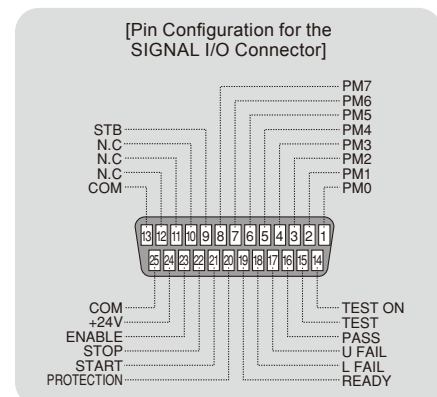 [Pin Configuration for the
SIGNAL I/O Connector]
PM7
PM6
PM5
STB PM4
N.C PM3
N.C PM2
N.C PM1
COM PM0
13 12 11 10 9 8 7 6 5 4 3 2 1
25 24 23 22 21 20 19 18 17 16 15 14
COM TEST ON
+24V TEST
ENABLE PASS
STOP U FAIL
START L FAIL
PROTECTION READY